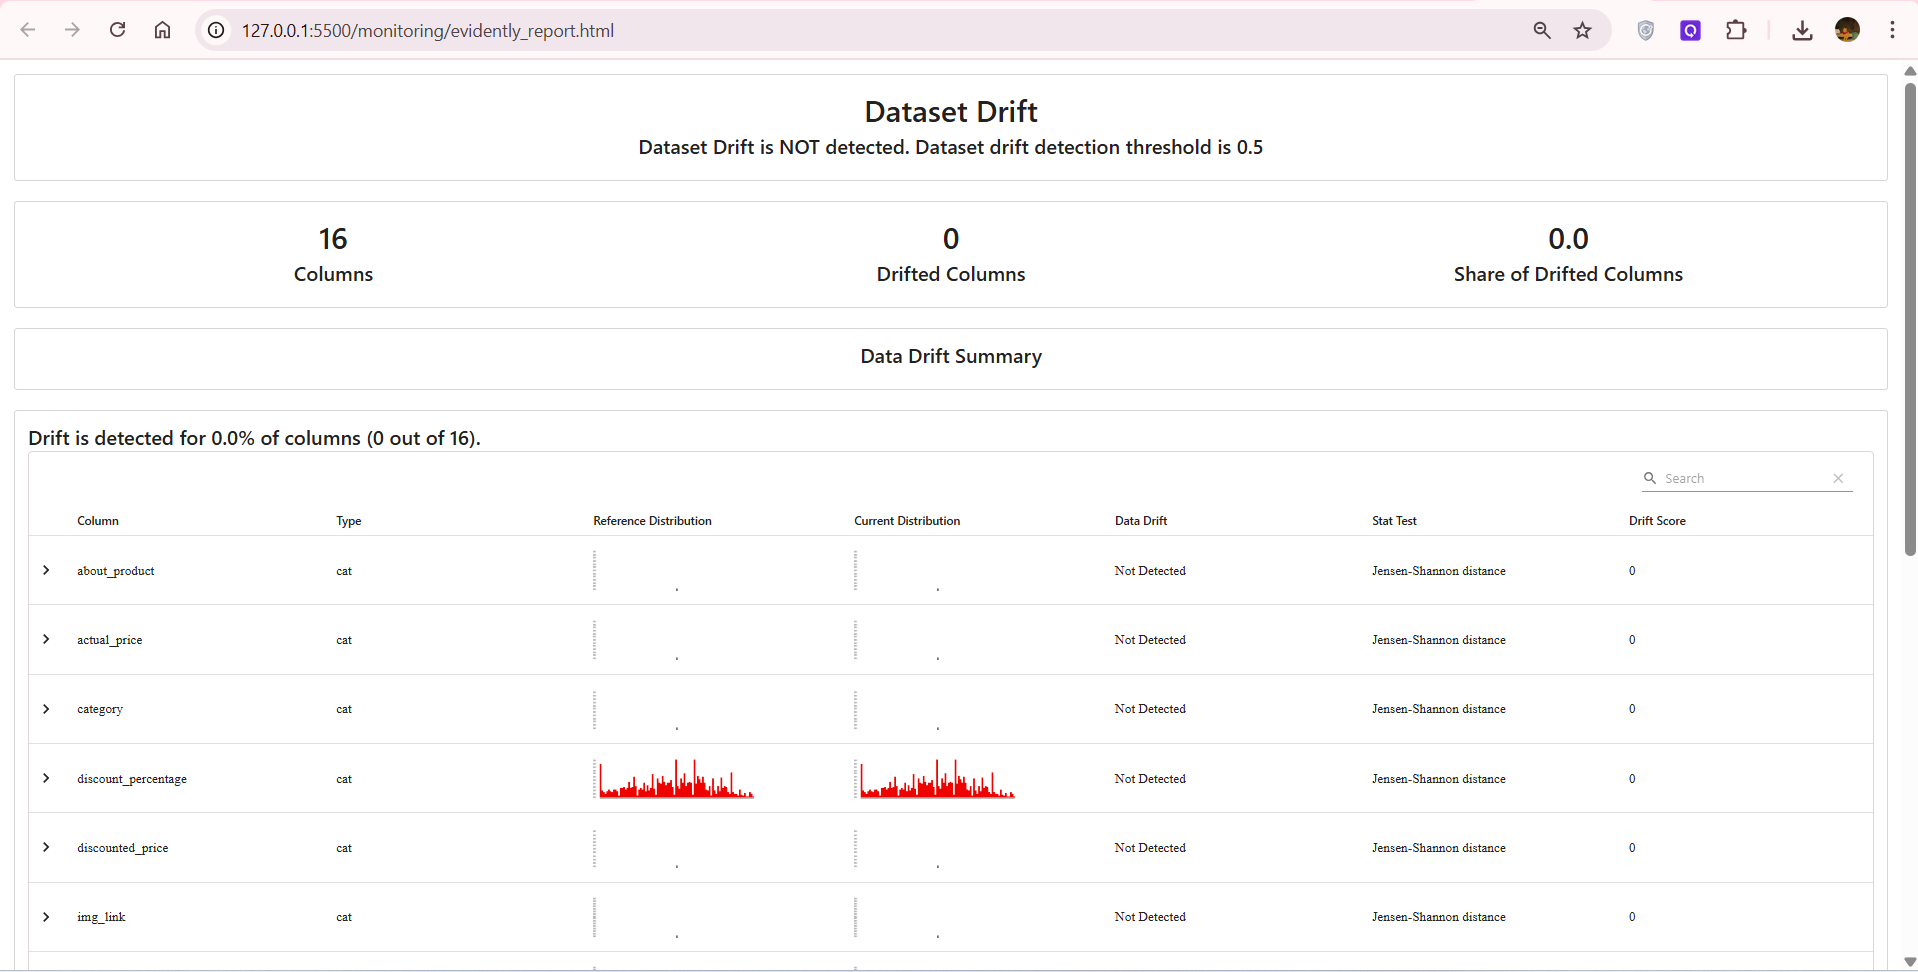 127.0.0.1:5500/monitoring/evidently_report.html
Dataset Drift
Dataset Drift is NOT detected. Dataset drift detection threshold is 0.5
16 0 0.0
Columns Drifted Columns Share of Drifted Columns
Data Drift Summary
Drift is detected for 0.0% of columns (0 out of 16).
Search
Column Type Reference Distribution Current Distribution Data Drift Stat Test Drift Score
about_product cat Not Detected Jensen-Shannon distance 0
actual_price cat Not Detected Jensen-Shannon distance 0
category cat Not Detected Jensen-Shannon distance 0
discount_percentage cat Not Detected Jensen-Shannon distance 0
discounted_price cat Not Detected Jensen-Shannon distance 0
img_link cat Not Detected Jensen-Shannon distance 0